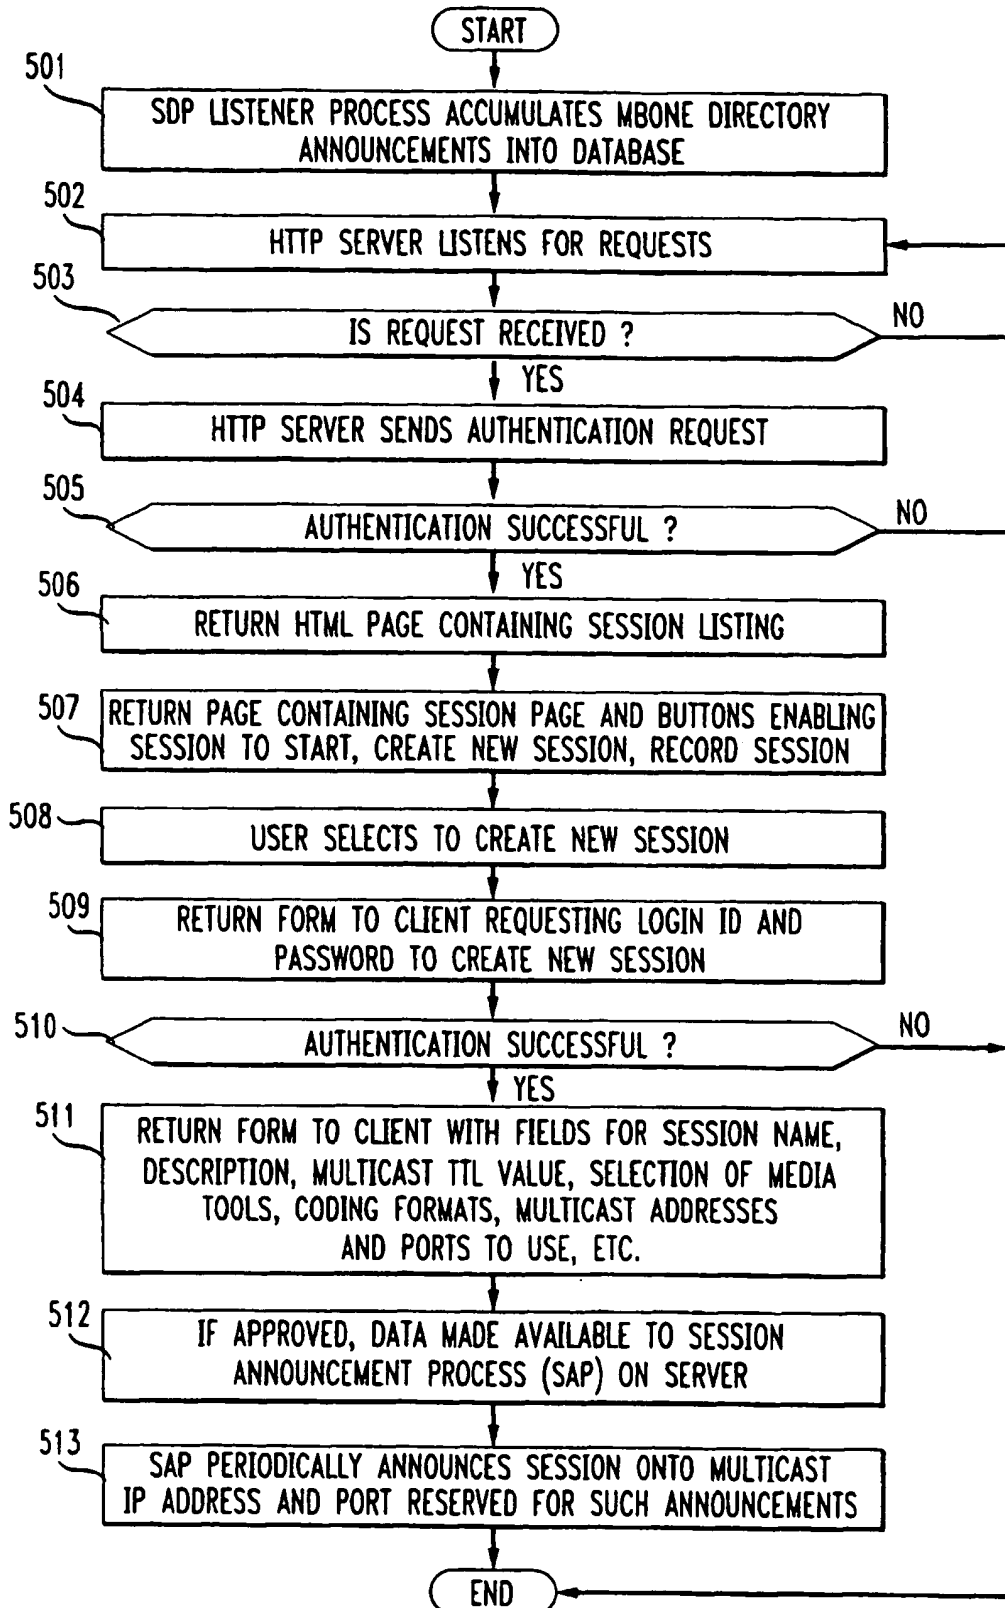 START
501
SDP LISTENER PROCESS ACCUMULATES MBONE DIRECTORY
ANNOUNCEMENTS INTO DATABASE
502
HTTP SERVER LISTENS FOR REQUESTS
503
IS REQUEST RECEIVED ?
NO
YES
504
HTTP SERVER SENDS AUTHENTICATION REQUEST
505
AUTHENTICATION SUCCESSFUL ?
NO
YES
506
RETURN HTML PAGE CONTAINING SESSION LISTING
507
RETURN PAGE CONTAINING SESSION PAGE AND BUTTONS ENABLING
SESSION TO START, CREATE NEW SESSION, RECORD SESSION
508
USER SELECTS TO CREATE NEW SESSION
509
RETURN FORM TO CLIENT REQUESTING LOGIN ID AND
PASSWORD TO CREATE NEW SESSION
510
AUTHENTICATION SUCCESSFUL ?
NO
YES
511
RETURN FORM TO CLIENT WITH FIELDS FOR SESSION NAME,
DESCRIPTION, MULTICAST TTL VALUE, SELECTION OF MEDIA
TOOLS, CODING FORMATS, MULTICAST ADDRESSES
AND PORTS TO USE, ETC.
512
IF APPROVED, DATA MADE AVAILABLE TO SESSION
ANNOUNCEMENT PROCESS (SAP) ON SERVER
513
SAP PERIODICALLY ANNOUNCES SESSION ONTO MULTICAST
IP ADDRESS AND PORT RESERVED FOR SUCH ANNOUNCEMENTS
END